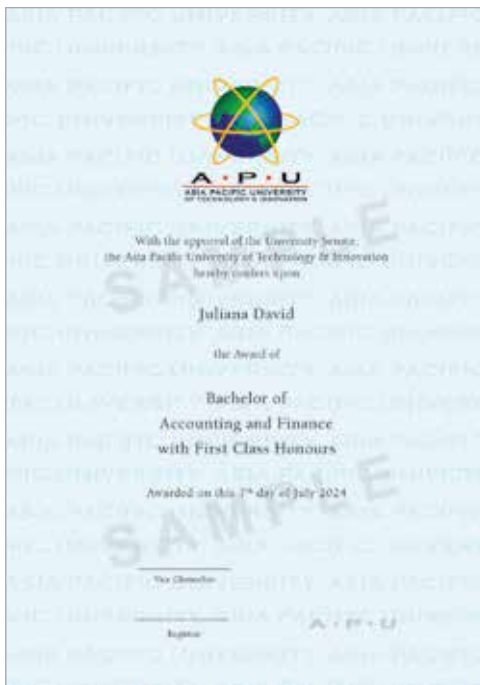 A · P · U
ASIA PACIFIC UNIVERSITY
OF TECHNOLOGY & INNOVATION
With the approval of the University Senate,
the Asia Pacific University of Technology & Innovation
hereby confers upon
Juliana David
the Award of
Bachelor of
Accounting and Finance
with First Class Honours
Awarded on this 7th day of July 2024
SAMPLE
SAMPLE
Vice Chancellor
Registrar
A · P · U